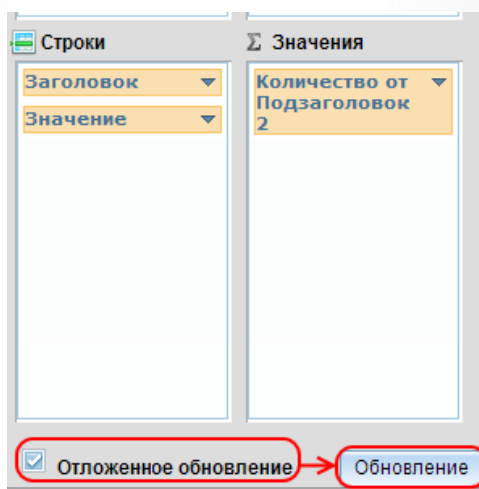 Строки
Σ Значения
Заголовок
Значение
Количество от
Подзаголовок
2
Отложенное обновление
Обновление